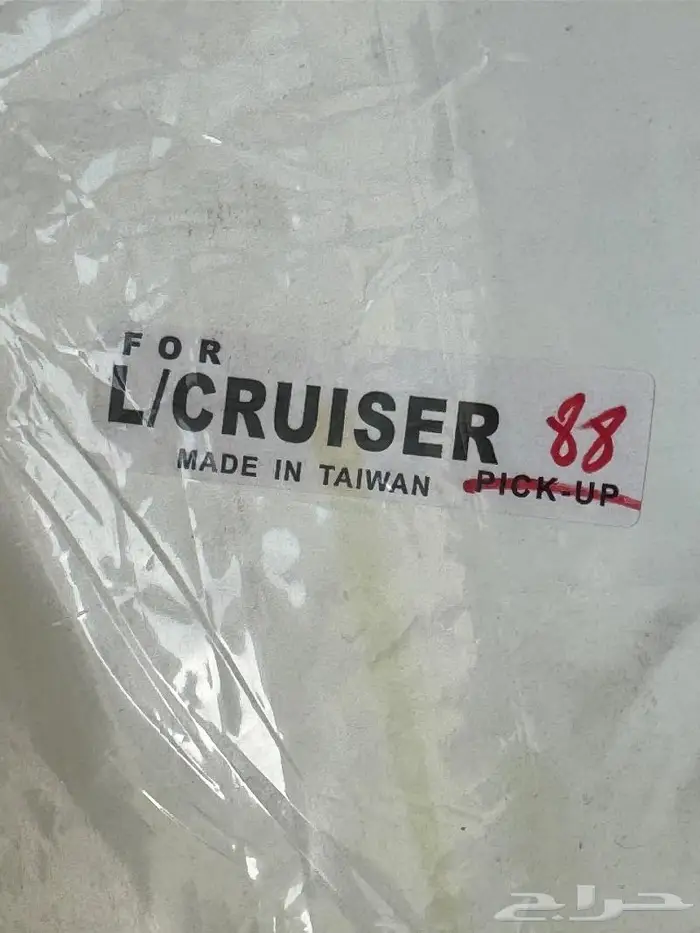 FOR
L/CRUISER 88
MADE IN TAIWAN PICK-UP
حراج